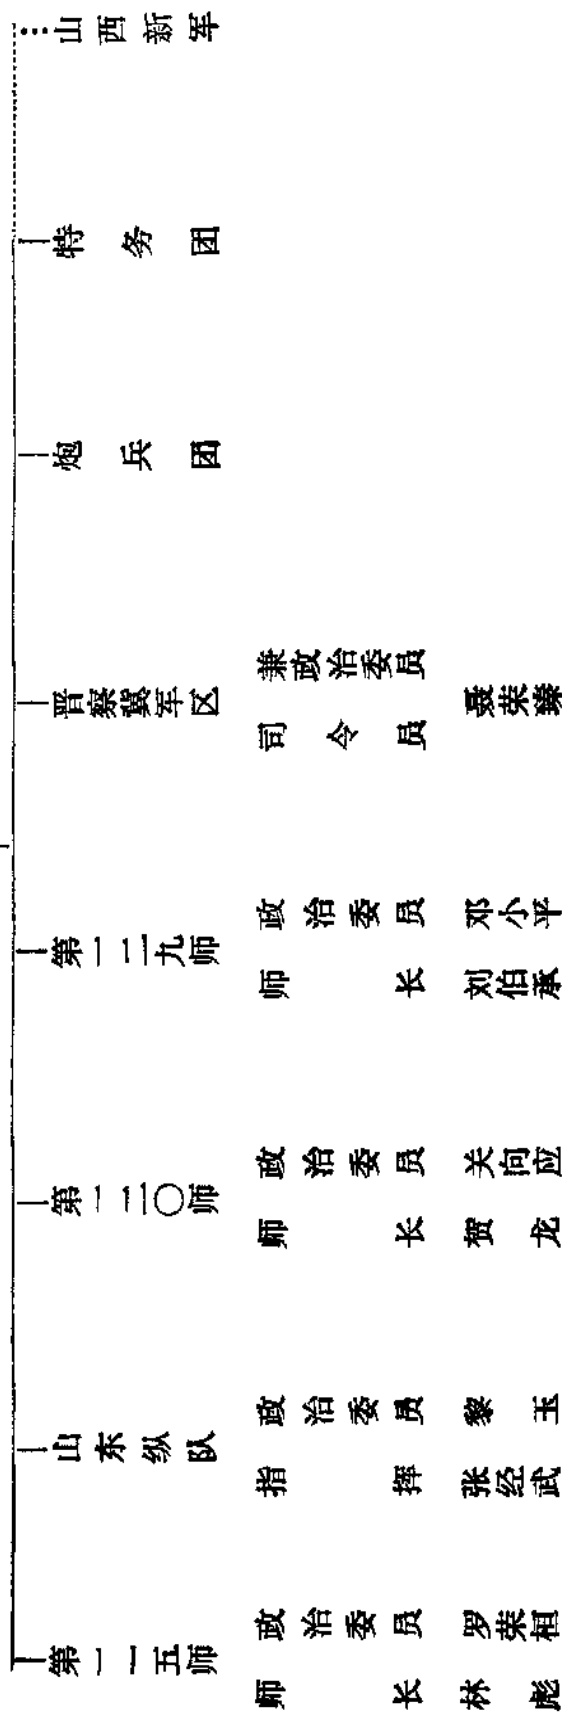 第一一五师
师长 林彪
政治委员 罗荣桓
山东纵队
指挥 张经武
政治委员 黎玉
第一二〇师
师长 贺龙
政治委员 关向应
第一二九师
师长 刘伯承
政治委员 邓小平
晋察冀军区
司令员
兼政治委员
聂荣臻
炮兵团
特务团
山西新军